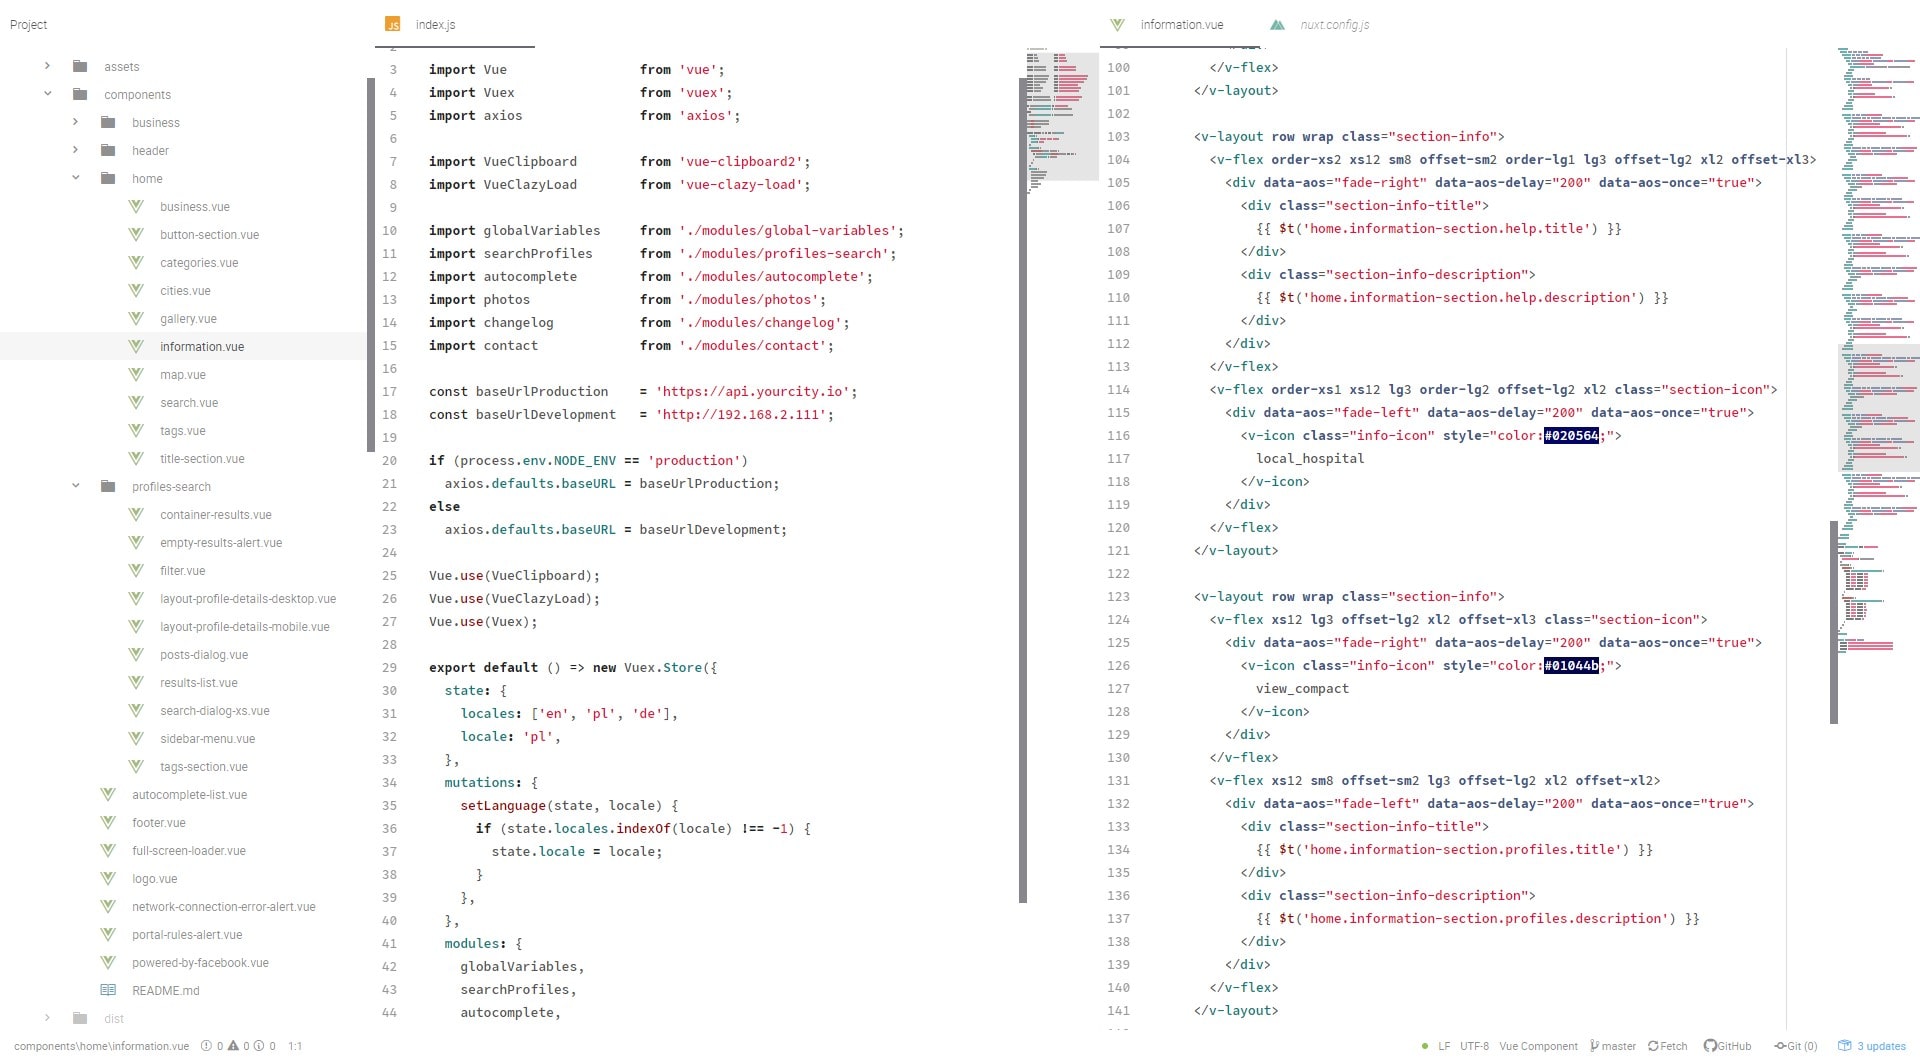 Project
assets
components
business
header
home
business.vue
button-section.vue
categories.vue
cities.vue
gallery.vue
information.vue
map.vue
search.vue
tags.vue
title-section.vue
profiles-search
container-results.vue
empty-results-alert.vue
filter.vue
layout-profile-details-desktop.vue
layout-profile-details-mobile.vue
posts-dialog.vue
results-list.vue
search-dialog-xs.vue
sidebar-menu.vue
tags-section.vue
autocomplete-list.vue
footer.vue
full-screen-loader.vue
logo.vue
network-connection-error-alert.vue
portal-rules-alert.vue
powered-by-facebook.vue
README.md
dist
JS index.js
3 import Vue from 'vue';
4 import Vuex from 'vuex';
5 import axios from 'axios';
6
7 import VueClipboard from 'vue-clipboard2';
8 import VueClazyLoad from 'vue-clazy-load';
9
10 import globalVariables from './modules/global-variables';
11 import searchProfiles from './modules/profiles-search';
12 import autocomplete from './modules/autocomplete';
13 import photos from './modules/photos';
14 import changelog from './modules/changelog';
15 import contact from './modules/contact';
16
17 const baseUrlProduction = 'https://api.yourcity.io';
18 const baseUrlDevelopment = 'http://192.168.2.111';
19
20 if (process.env.NODE_ENV == 'production')
21 axios.defaults.baseURL = baseUrlProduction;
22 else
23 axios.defaults.baseURL = baseUrlDevelopment;
24
25 Vue.use(VueClipboard);
26 Vue.use(VueClazyLoad);
27 Vue.use(Vuex);
28
29 export default () => new Vuex.Store({
30 state: {
31 locales: ['en', 'pl', 'de'],
32 locale: 'pl',
33 },
34 mutations: {
35 setLanguage(state, locale) {
36 if (state.locales.indexOf(locale) !== -1) {
37 state.locale = locale;
38 }
39 },
40 },
41 modules: {
42 globalVariables,
43 searchProfiles,
44 autocomplete,
information.vue nuxt.config.js
100 </v-flex>
101 </v-layout>
102
103 <v-layout row wrap class="section-info">
104 <v-flex order-xs2 xs12 sm8 offset-sm2 order-lg1 lg3 offset-lg2 xl2 offset-xl3>
105 <div data-aos="fade-right" data-aos-delay="200" data-aos-once="true">
106 <div class="section-info-title">
107 {{ $t('home.information-section.help.title') }}
108 </div>
109 <div class="section-info-description">
110 {{ $t('home.information-section.help.description') }}
111 </div>
112 </div>
113 </v-flex>
114 <v-flex order-xs1 xs12 lg3 order-lg2 offset-lg2 xl2 class="section-icon">
115 <div data-aos="fade-left" data-aos-delay="200" data-aos-once="true">
116 <v-icon class="info-icon" style="color:#020564;">
117 local_hospital
118 </v-icon>
119 </div>
120 </v-flex>
121 </v-layout>
122
123 <v-layout row wrap class="section-info">
124 <v-flex xs12 lg3 offset-lg2 xl2 offset-xl3 class="section-icon">
125 <div data-aos="fade-right" data-aos-delay="200" data-aos-once="true">
126 <v-icon class="info-icon" style="color:#01044b;">
127 view_compact
128 </v-icon>
129 </div>
130 </v-flex>
131 <v-flex xs12 sm8 offset-sm2 lg3 offset-lg2 xl2 offset-xl2>
132 <div data-aos="fade-left" data-aos-delay="200" data-aos-once="true">
133 <div class="section-info-title">
134 {{ $t('home.information-section.profiles.title') }}
135 </div>
136 <div class="section-info-description">
137 {{ $t('home.information-section.profiles.description') }}
138 </div>
139 </div>
140 </v-flex>
141 </v-layout>
components\home\information.vue 0 0 0 1:1
LF UTF-8 Vue Component master Fetch GitHub Git (0) 3 updates